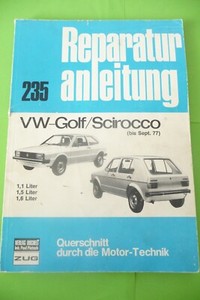 Reparatur
anleitung
235
VW-Golf/Scirocco
(bis Sept. 77)
1,1 Liter
1,5 Liter
1,6 Liter
Querschnitt
durch die Motor-Technik
ZUG